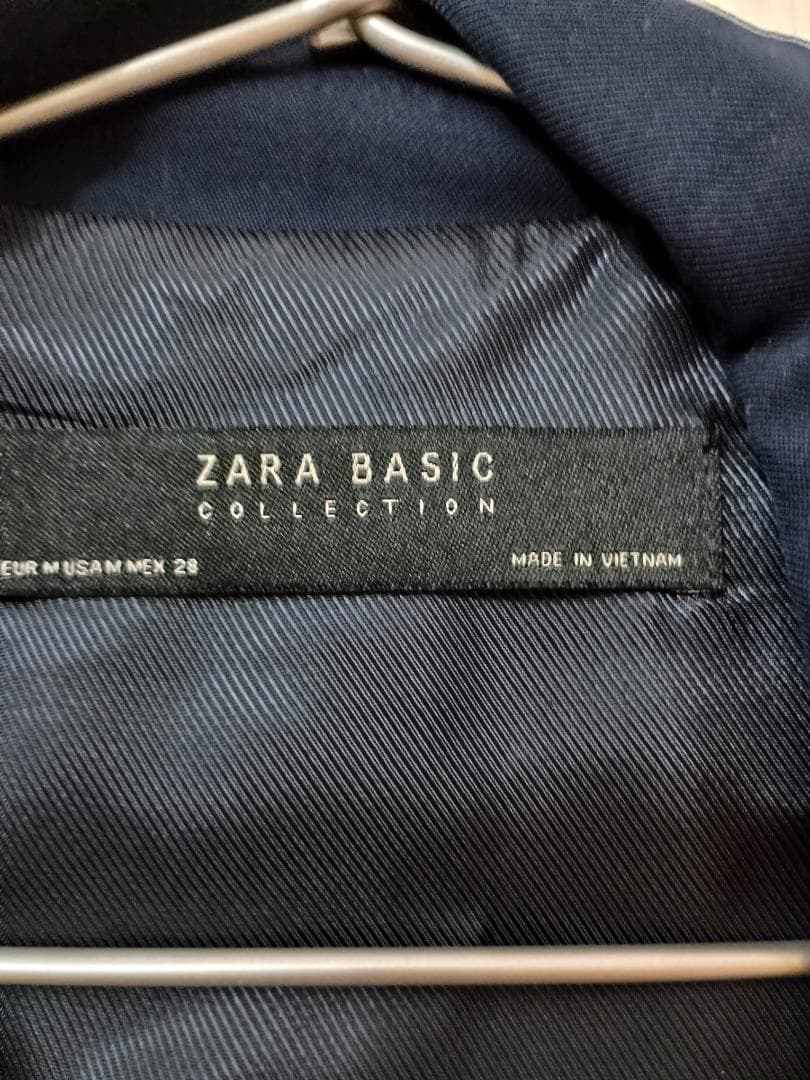 ZARA BASIC
COLLECTION
EUR M USA M MEX 28 MADE IN VIETNAM